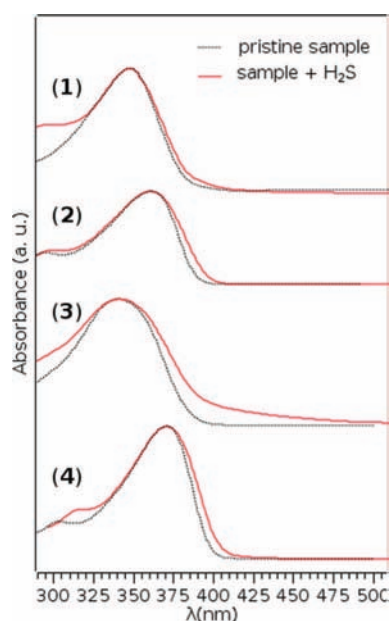 pristine sample
sample + H₂S
(1)
(2)
(3)
(4)
Absorbance (a. u.)
300 325 350 375 400 425 450 475 500
λ(nm)